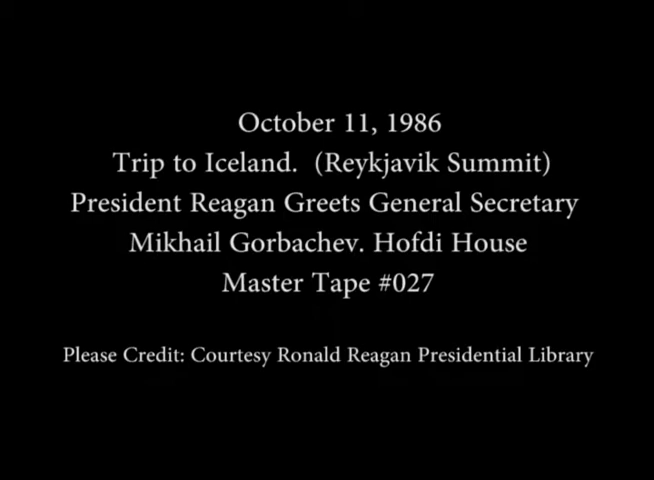 October 11, 1986
Trip to Iceland.  (Reykjavik Summit)
President Reagan Greets General Secretary
Mikhail Gorbachev. Hofdi House
Master Tape #027
Please Credit: Courtesy Ronald Reagan Presidential Library